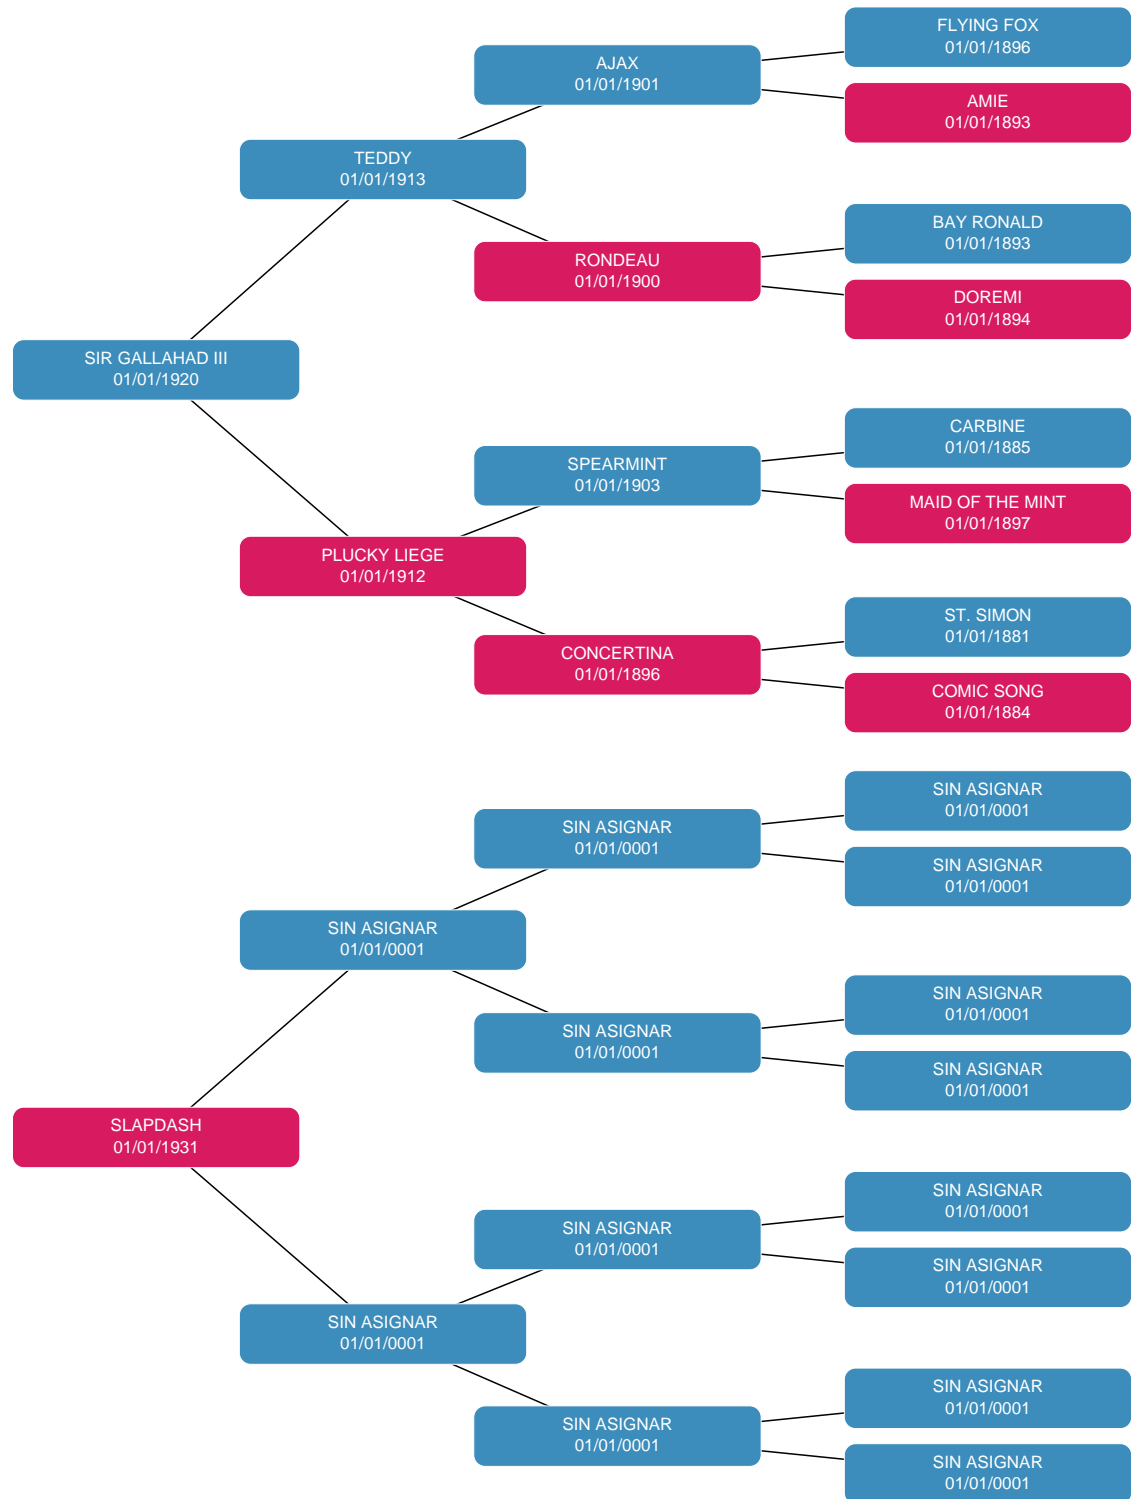 FLYING FOX
01/01/1896
AJAX
01/01/1901
AMIE
01/01/1893
TEDDY
01/01/1913
BAY RONALD
01/01/1893
RONDEAU
01/01/1900
DOREMI
01/01/1894
SIR GALLAHAD III
01/01/1920
CARBINE
01/01/1885
SPEARMINT
01/01/1903
MAID OF THE MINT
01/01/1897
PLUCKY LIEGE
01/01/1912
ST. SIMON
01/01/1881
CONCERTINA
01/01/1896
COMIC SONG
01/01/1884
SIN ASIGNAR
01/01/0001
SIN ASIGNAR
01/01/0001
SIN ASIGNAR
01/01/0001
SIN ASIGNAR
01/01/0001
SIN ASIGNAR
01/01/0001
SIN ASIGNAR
01/01/0001
SIN ASIGNAR
01/01/0001
SLAPDASH
01/01/1931
SIN ASIGNAR
01/01/0001
SIN ASIGNAR
01/01/0001
SIN ASIGNAR
01/01/0001
SIN ASIGNAR
01/01/0001
SIN ASIGNAR
01/01/0001
SIN ASIGNAR
01/01/0001
SIN ASIGNAR
01/01/0001